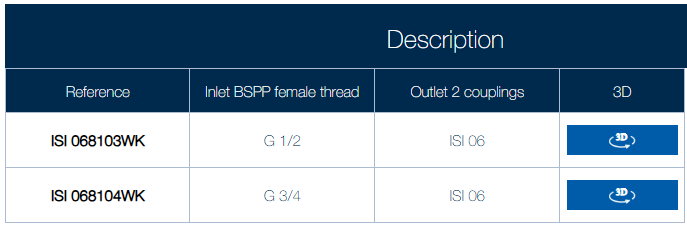 Description
Reference Inlet BSPP female thread Outlet 2 couplings 3D
ISI 068103WK G 1/2 ISI 06 3D
ISI 068104WK G 3/4 ISI 06 3D